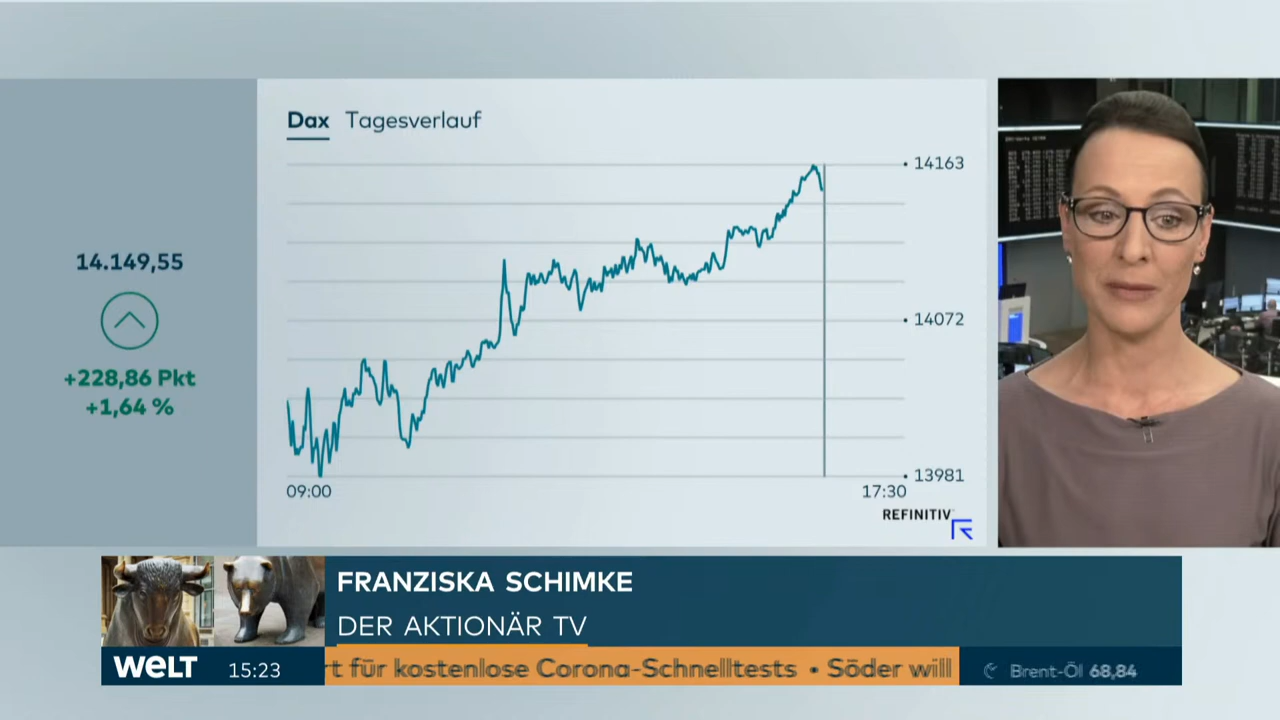 Dax Tagesverlauf
14163
14.149,55
14072
+228,86 Pkt
+1,64 %
13981
09:00
17:30
REFINITIV
FRANZISKA SCHIMKE
DER AKTIONÄR TV
WELT 15:23
t für kostenlose Corona-Schnelltests • Söder will
Brent-Öl 68,84